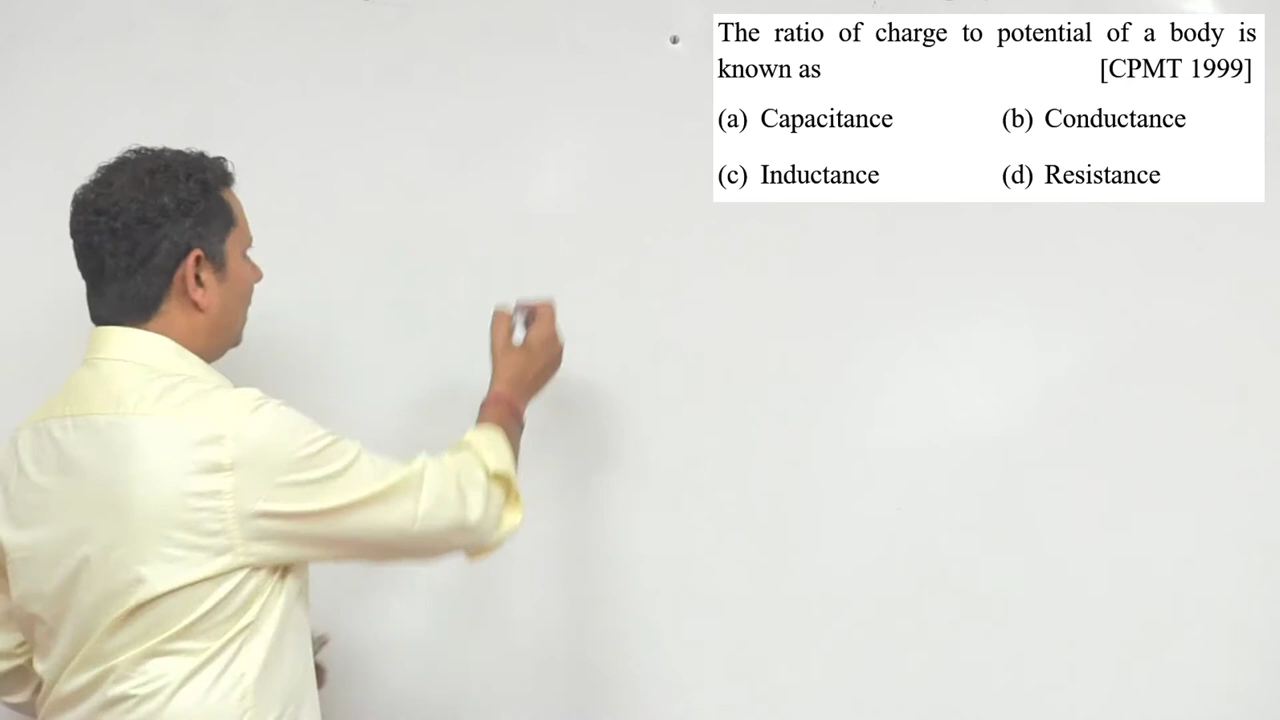 The ratio of charge to potential of a body is
known as [CPMT 1999]
(a) Capacitance (b) Conductance
(c) Inductance (d) Resistance